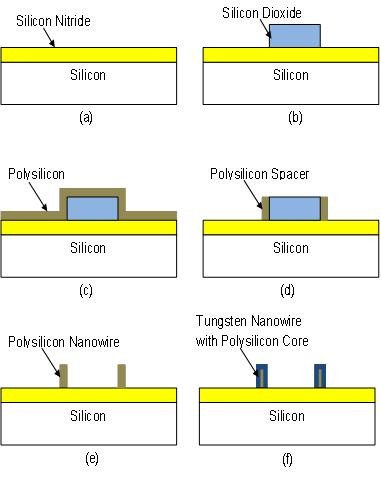 Silicon Nitride
Silicon
(a)
Silicon Dioxide
Silicon
(b)
Polysilicon
Silicon
(c)
Polysilicon Spacer
Silicon
(d)
Polysilicon Nanowire
Silicon
(e)
Tungsten Nanowire
with Polysilicon Core
Silicon
(f)